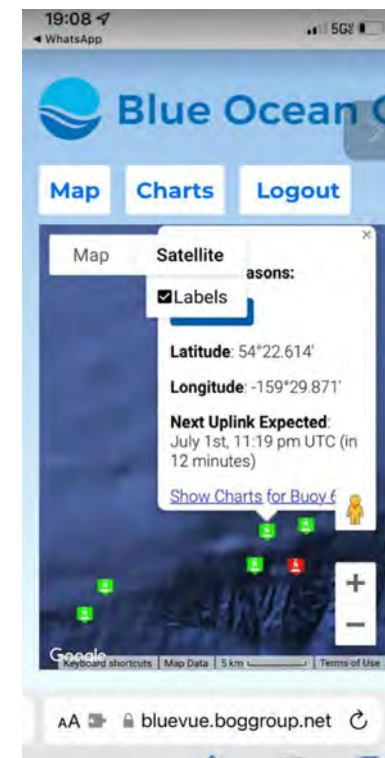 19:08
◄ WhatsApp
5G
Blue Ocean
Map
Charts
Logout
Map
Satellite
asons:
Labels
Latitude: 54°22.614'
Longitude: -159°29.871'
Next Uplink Expected:
July 1st, 11:19 pm UTC (in
12 minutes)
Show Charts for Buoy 6
Google
Keyboard shortcuts
Map Data
5 km
Terms of Use
AA
bluevue.boggroup.net